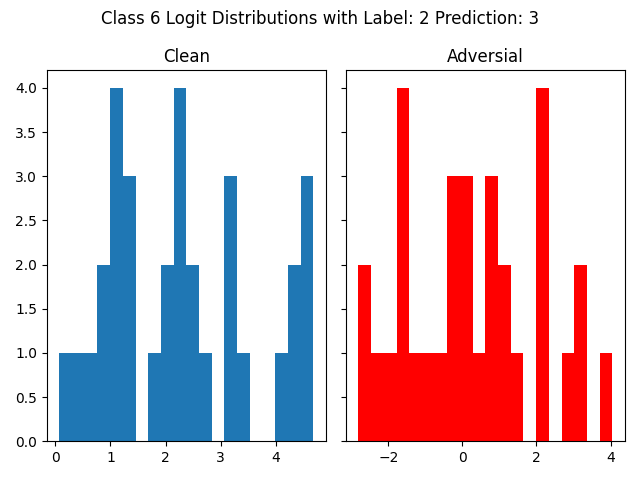 Class 6 Logit Distributions with Label: 2 Prediction: 3
Clean
Adversial
4.0
3.5
3.0
2.5
2.0
1.5
1.0
0.5
0.0
0 1 2 3 4
−2 0 2 4